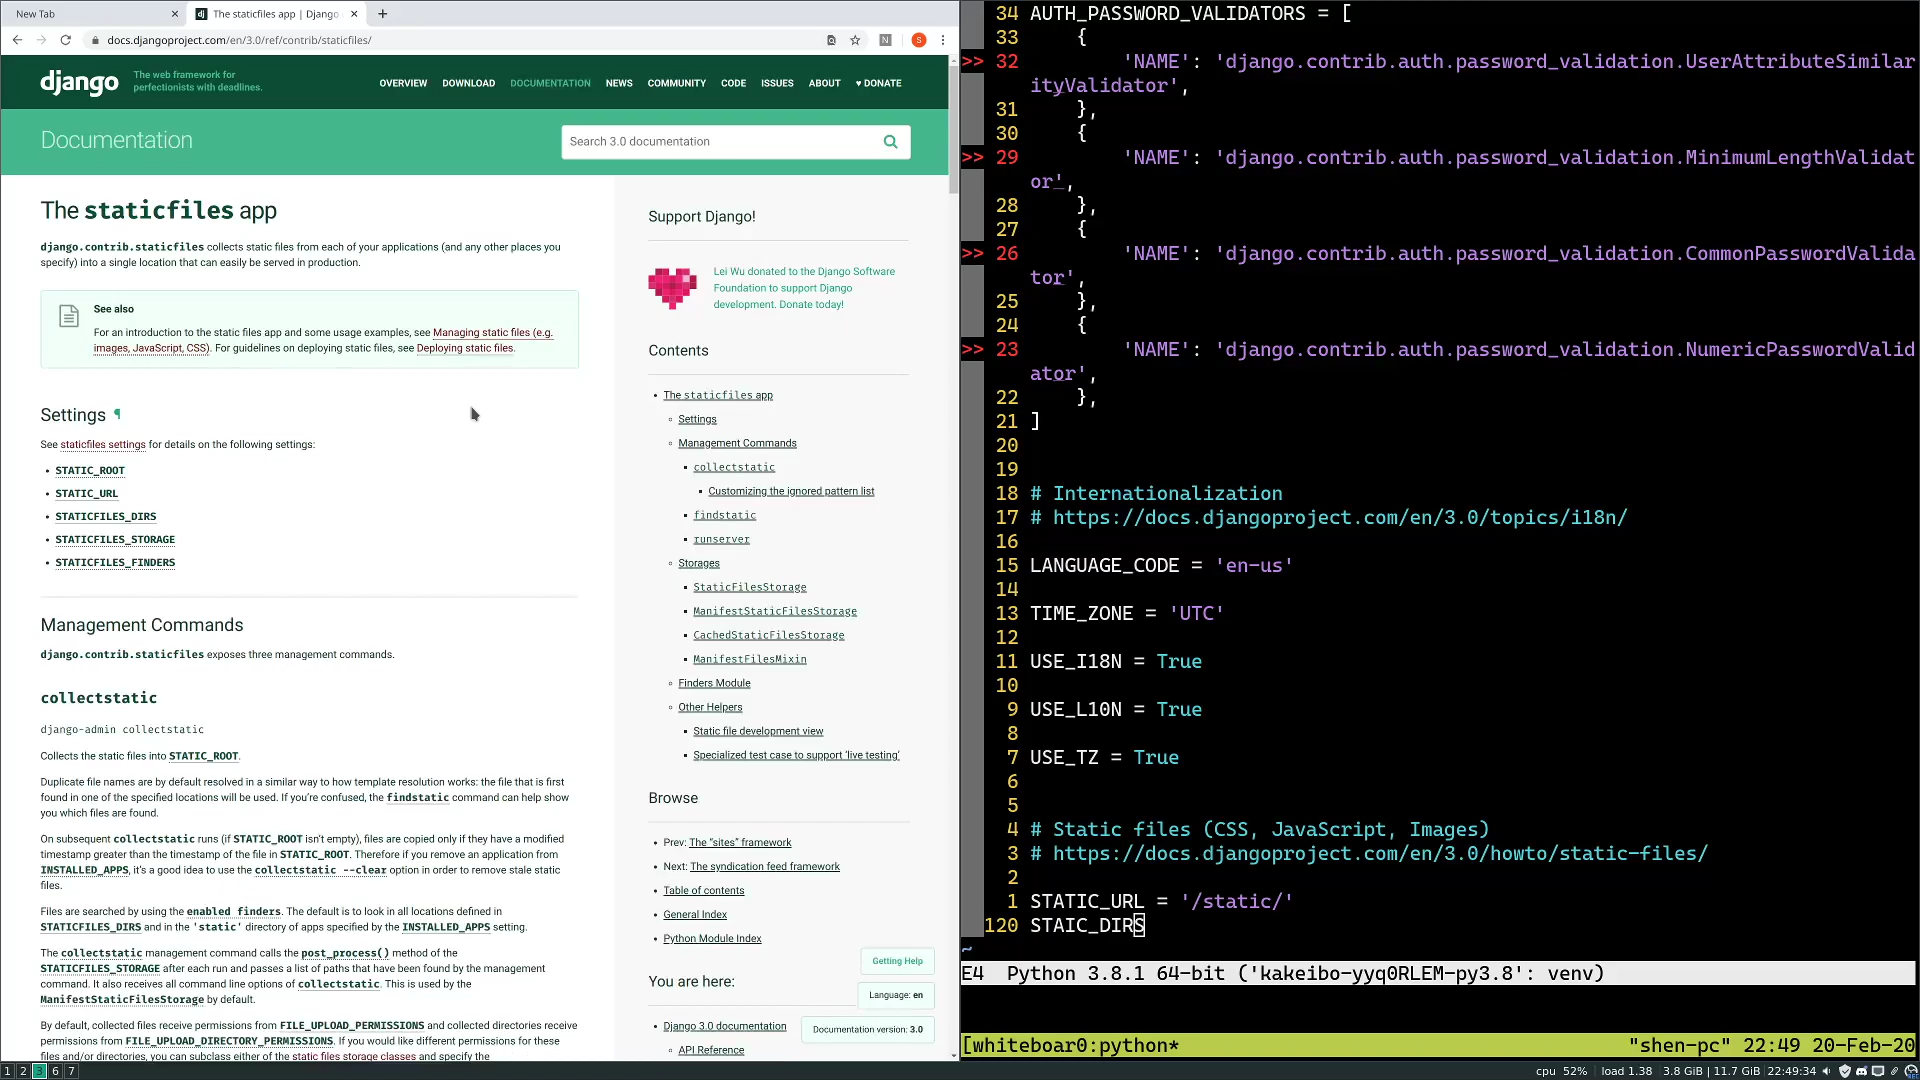 New Tab
The staticfiles app | Django
docs.djangoproject.com/en/3.0/ref/contrib/staticfiles/
N
S
django
The web framework for
perfectionists with deadlines.
OVERVIEW DOWNLOAD DOCUMENTATION NEWS COMMUNITY CODE ISSUES ABOUT ♥ DONATE
Documentation
Search 3.0 documentation
The staticfiles app
django.contrib.staticfiles collects static files from each of your applications (and any other places you
specify) into a single location that can easily be served in production.
See also
For an introduction to the static files app and some usage examples, see Managing static files (e.g.
images, JavaScript, CSS). For guidelines on deploying static files, see Deploying static files.
Settings ¶
See staticfiles settings for details on the following settings:
• STATIC_ROOT
• STATIC_URL
• STATICFILES_DIRS
• STATICFILES_STORAGE
• STATICFILES_FINDERS
Management Commands
django.contrib.staticfiles exposes three management commands.
collectstatic
django-admin collectstatic
Collects the static files into STATIC_ROOT.
Duplicate file names are by default resolved in a similar way to how template resolution works: the file that is first
found in one of the specified locations will be used. If you're confused, the findstatic command can help show
you which files are found.
On subsequent collectstatic runs (if STATIC_ROOT isn't empty), files are copied only if they have a modified
timestamp greater than the timestamp of the file in STATIC_ROOT. Therefore if you remove an application from
INSTALLED_APPS, it's a good idea to use the collectstatic --clear option in order to remove stale static
files.
Files are searched by using the enabled finders. The default is to look in all locations defined in
STATICFILES_DIRS and in the 'static' directory of apps specified by the INSTALLED_APPS setting.
The collectstatic management command calls the post_process() method of the
STATICFILES_STORAGE after each run and passes a list of paths that have been found by the management
command. It also receives all command line options of collectstatic. This is used by the
ManifestStaticFilesStorage by default.
By default, collected files receive permissions from FILE_UPLOAD_PERMISSIONS and collected directories receive
permissions from FILE_UPLOAD_DIRECTORY_PERMISSIONS. If you would like different permissions for these
files and/or directories, you can subclass either of the static files storage classes and specify the
Support Django!
Lei Wu donated to the Django Software
Foundation to support Django
development. Donate today!
Contents
• The staticfiles app
Settings
Management Commands
collectstatic
Customizing the ignored pattern list
findstatic
runserver
Storages
StaticFilesStorage
ManifestStaticFilesStorage
CachedStaticFilesStorage
ManifestFilesMixin
Finders Module
Other Helpers
Static file development view
Specialized test case to support 'live testing'
Browse
• Prev: The "sites" framework
• Next: The syndication feed framework
• Table of contents
• General Index
• Python Module Index
You are here:
• Django 3.0 documentation
API Reference
Getting Help
Language: en
Documentation version: 3.0
34 AUTH_PASSWORD_VALIDATORS = [
33 {
>> 32 'NAME': 'django.contrib.auth.password_validation.UserAttributeSimilar
ityValidator',
31 },
30 {
>> 29 'NAME': 'django.contrib.auth.password_validation.MinimumLengthValidat
or',
28 },
27 {
>> 26 'NAME': 'django.contrib.auth.password_validation.CommonPasswordValida
tor',
25 },
24 {
>> 23 'NAME': 'django.contrib.auth.password_validation.NumericPasswordValid
ator',
22 },
21 ]
20
19
18 # Internationalization
17 # https://docs.djangoproject.com/en/3.0/topics/i18n/
16
15 LANGUAGE_CODE = 'en-us'
14
13 TIME_ZONE = 'UTC'
12
11 USE_I18N = True
10
9 USE_L10N = True
8
7 USE_TZ = True
6
5
4 # Static files (CSS, JavaScript, Images)
3 # https://docs.djangoproject.com/en/3.0/howto/static-files/
2
1 STATIC_URL = '/static/'
120 STAIC_DIRS
~
E4 Python 3.8.1 64-bit ('kakeibo-yyq0RLEM-py3.8': venv)
[whiteboar0:python* "shen-pc" 22:49 20-Feb-20
1 2 3 6 7
cpu 52% | load 1.38 | 3.8 GiB | 11.7 GiB | 22:49:34